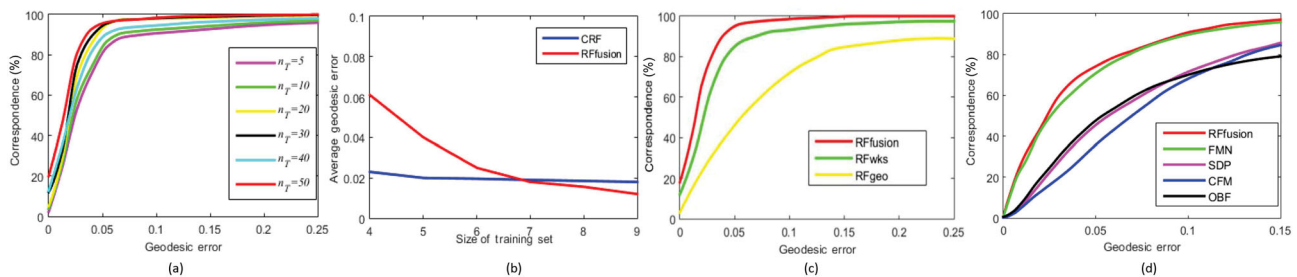 Correspondence (%)
100
80
60
40
20
0
n_T=5
n_T=10
n_T=20
n_T=30
n_T=40
n_T=50
0 0.05 0.1 0.15 0.2 0.25
Geodesic error
(a)
Average geodesic error
0.1
0.08
0.06
0.04
0.02
0
CRF
RFfusion
4 5 6 7 8 9
Size of training set
(b)
Correspondence (%)
100
80
60
40
20
0
RFfusion
RFwks
RFgeo
0 0.05 0.1 0.15 0.2 0.25
Geodesic error
(c)
Correspondence (%)
100
80
60
40
20
0
RFfusion
FMN
SDP
CFM
OBF
0 0.05 0.1 0.15
Geodesic error
(d)